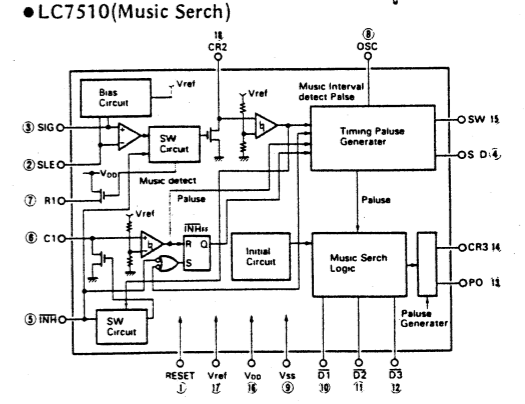 ●LC7510(Music Serch)
18
CR2
⑧
OSC
Bias
Circuit
Vref
③ SIG
② SLE
SW
Circuit
Vref
Music Interval
detect Palse
Timing Paluse
Generater
SW 15
S D
VDD
⑦ R1
Music detect
Paluse
Vref
⑥ C1
INHFF
R Q
S
Initial
Circuit
Paluse
Music Serch
Logic
CR3 14
PO 13
Paluse
Generater
⑤ INH
SW
Circuit
RESET
①
Vref
17
VDD
Vss
⑨
D1
⑩
D2
⑪
D3
⑫